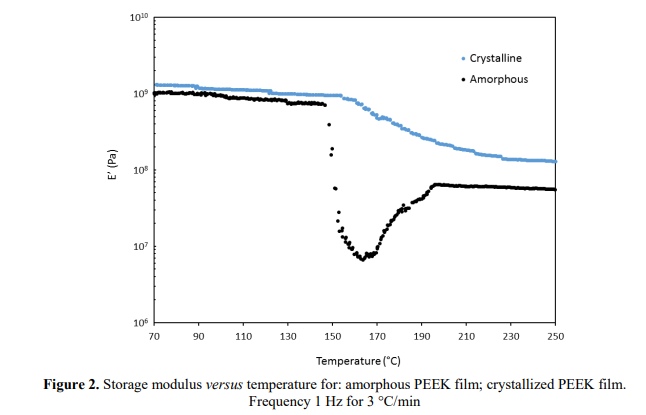 10¹⁰
10⁹
10⁸
10⁷
10⁶
E' (Pa)
Crystalline
Amorphous
70 90 110 130 150 170 190 210 230 250
Temperature (°C)
Figure 2. Storage modulus versus temperature for: amorphous PEEK film; crystallized PEEK film.
Frequency 1 Hz for 3 °C/min